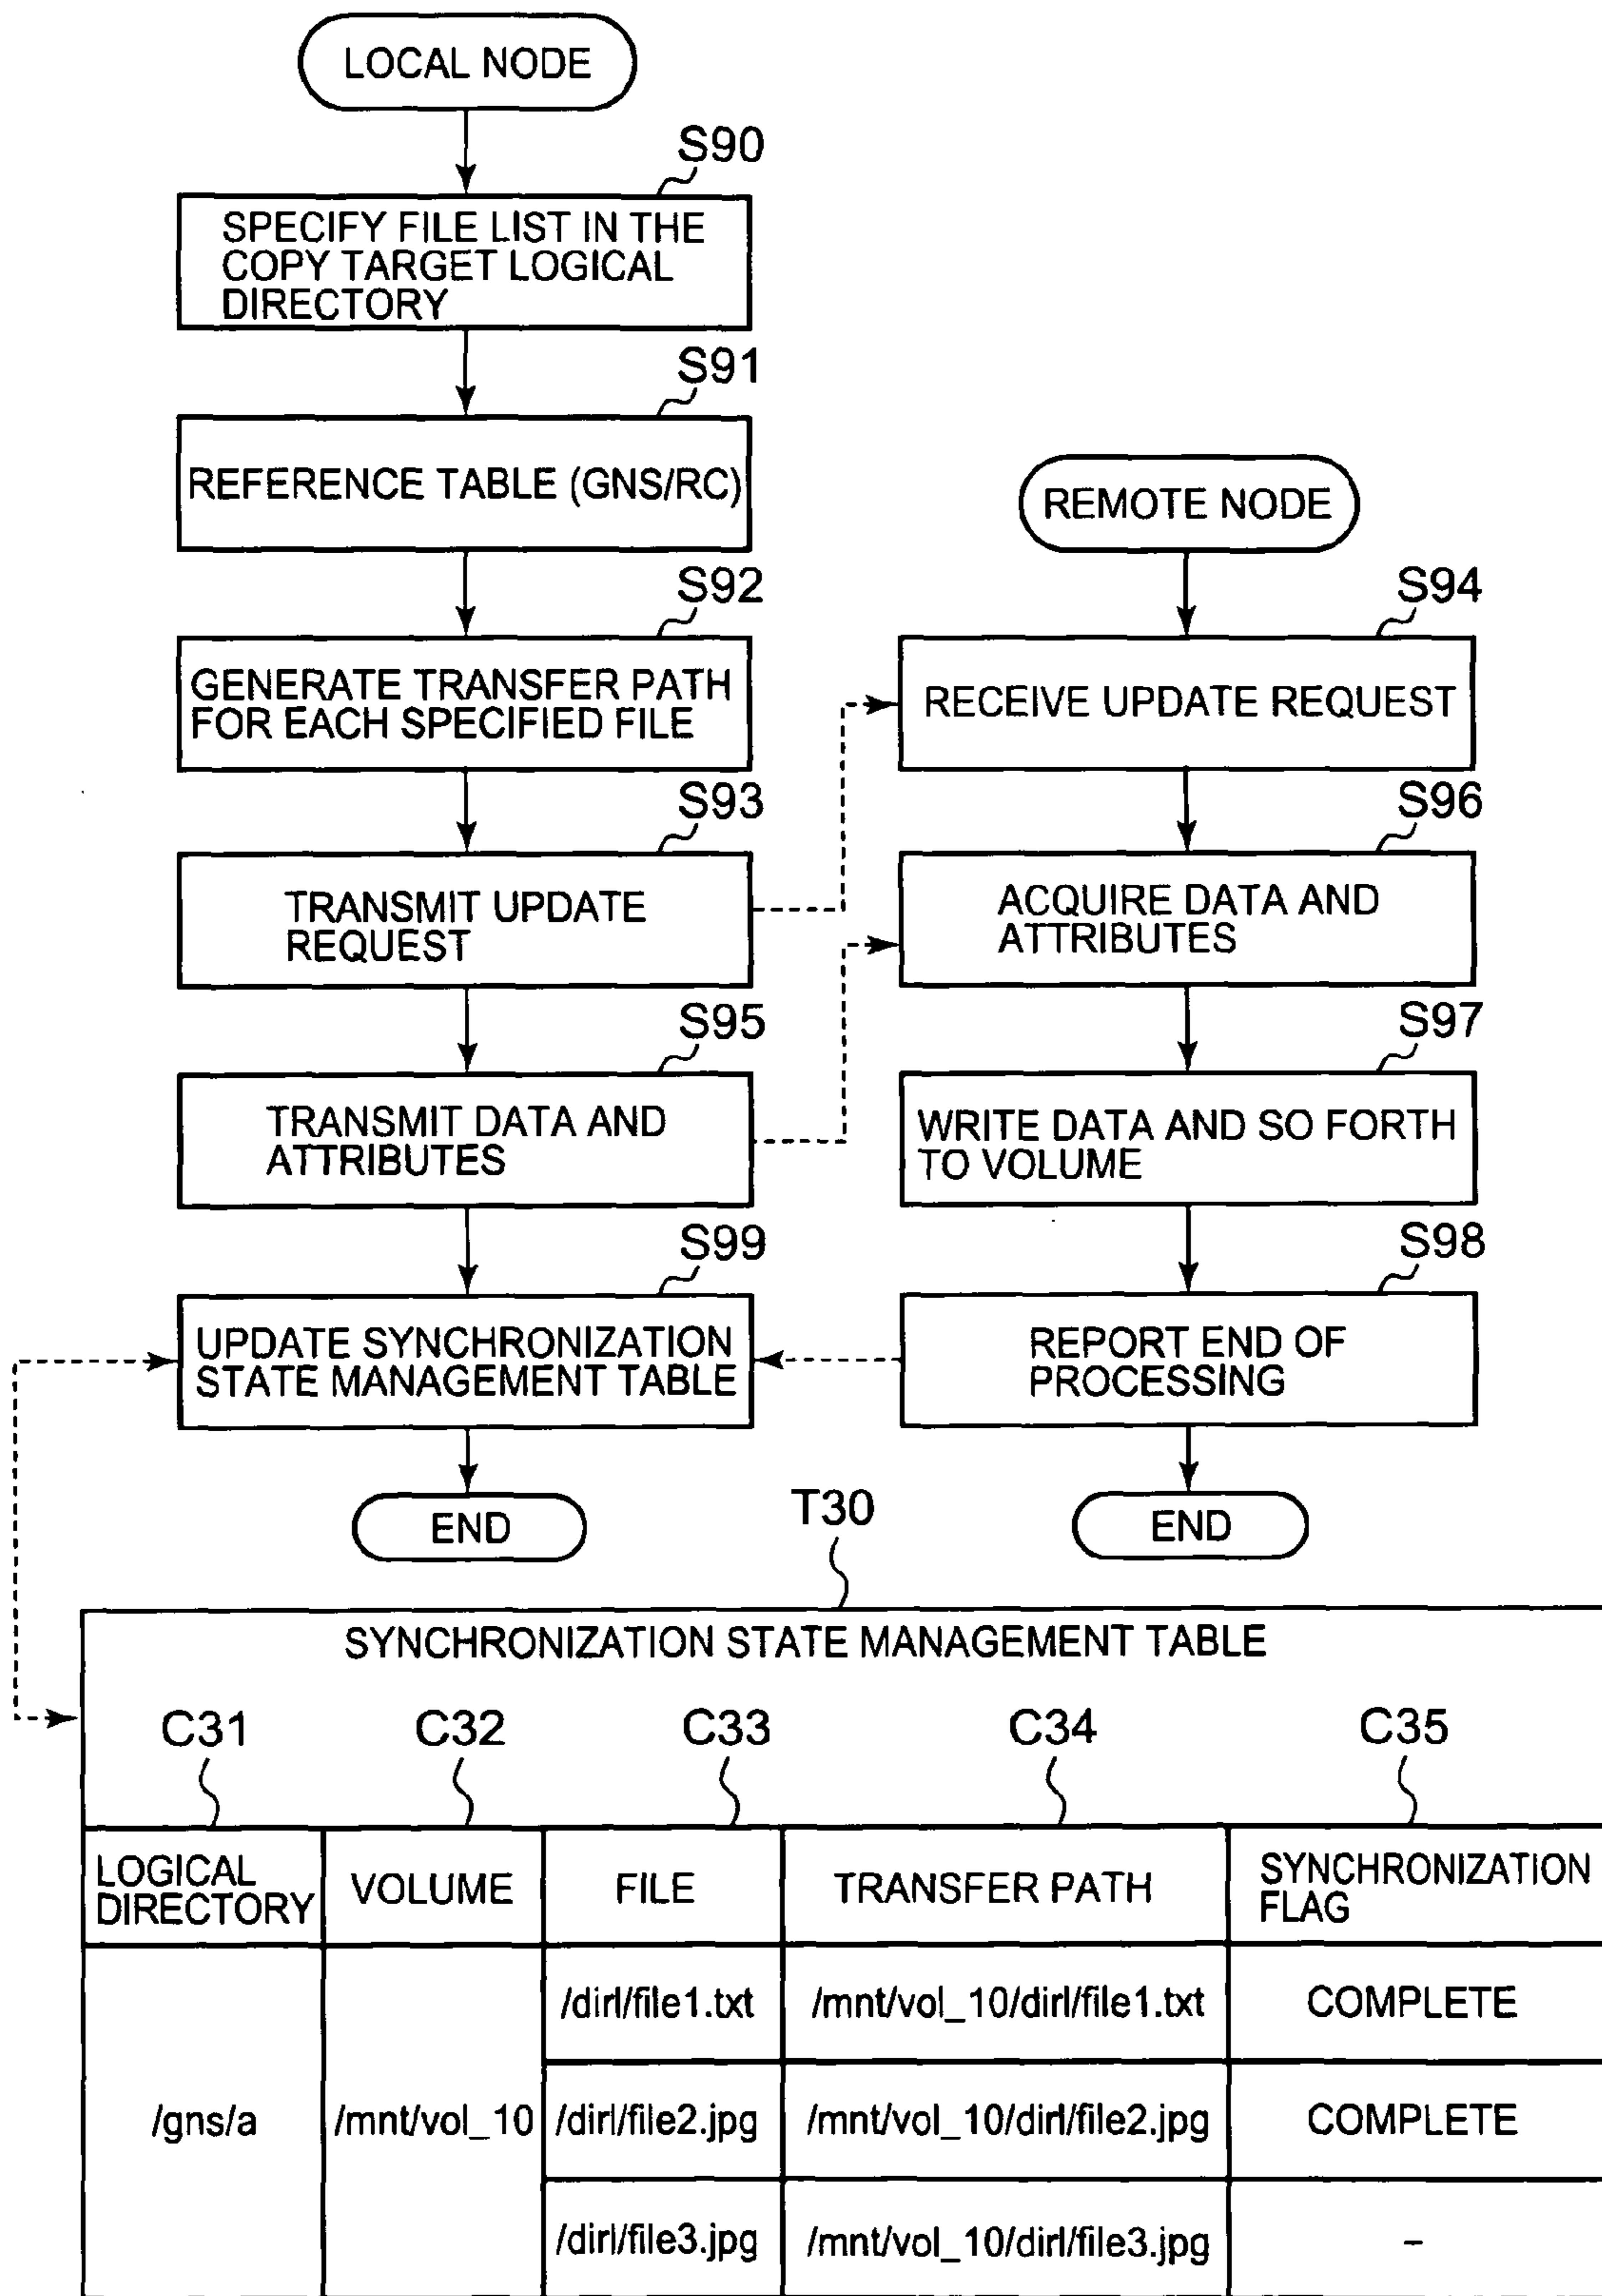 LOCAL NODE
S90
SPECIFY FILE LIST IN THE
COPY TARGET LOGICAL
DIRECTORY
S91
REFERENCE TABLE (GNS/RC)
REMOTE NODE
S92
GENERATE TRANSFER PATH
FOR EACH SPECIFIED FILE
S94
RECEIVE UPDATE REQUEST
S93
TRANSMIT UPDATE
REQUEST
S96
ACQUIRE DATA AND
ATTRIBUTES
S95
TRANSMIT DATA AND
ATTRIBUTES
S97
WRITE DATA AND SO FORTH
TO VOLUME
S99
UPDATE SYNCHRONIZATION
STATE MANAGEMENT TABLE
S98
REPORT END OF
PROCESSING
END
END
T30
SYNCHRONIZATION STATE MANAGEMENT TABLE
C31 C32 C33 C34 C35
LOGICAL
DIRECTORY
VOLUME
FILE
TRANSFER PATH
SYNCHRONIZATION
FLAG
/gns/a
/mnt/vol_10
/dirl/file1.txt /mnt/vol_10/dirl/file1.txt COMPLETE
/dirl/file2.jpg /mnt/vol_10/dirl/file2.jpg COMPLETE
/dirl/file3.jpg /mnt/vol_10/dirl/file3.jpg –